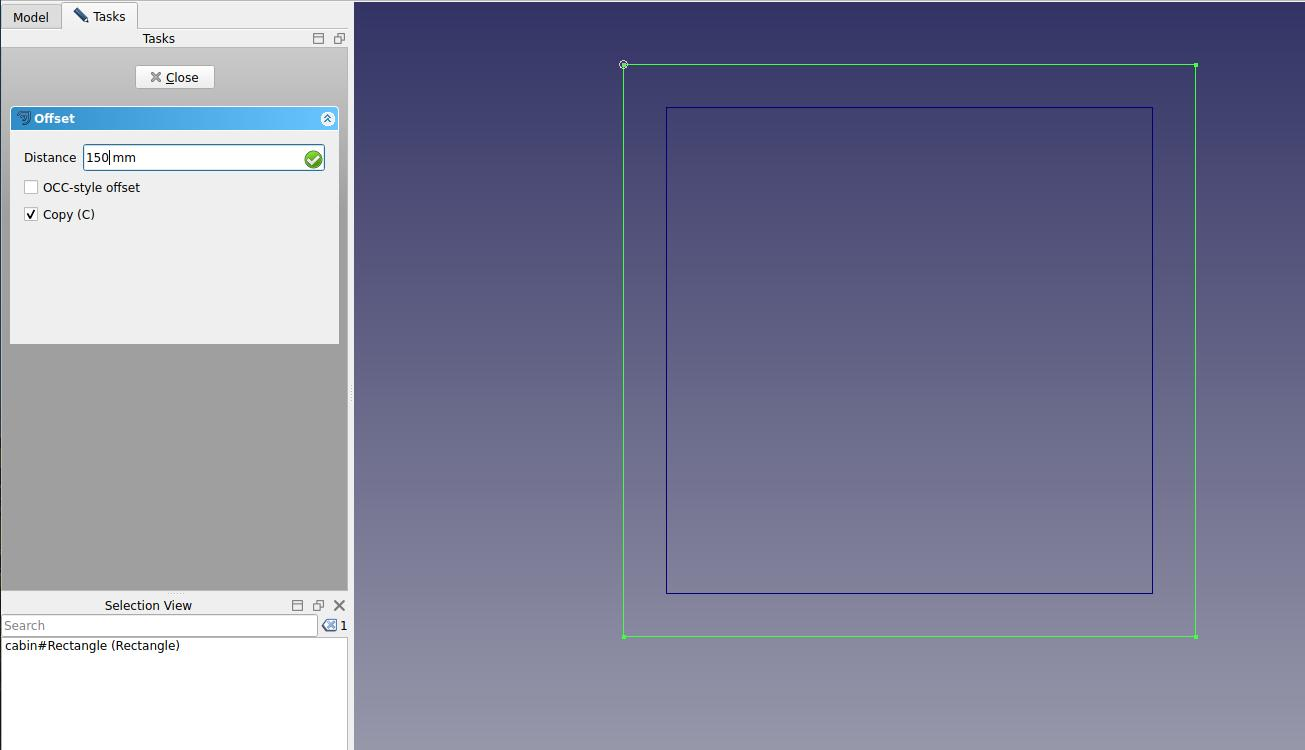 Model
Tasks
Tasks
Close
Offset
Distance 150 mm
OCC-style offset
Copy (C)
Selection View
Search
1
cabin#Rectangle (Rectangle)